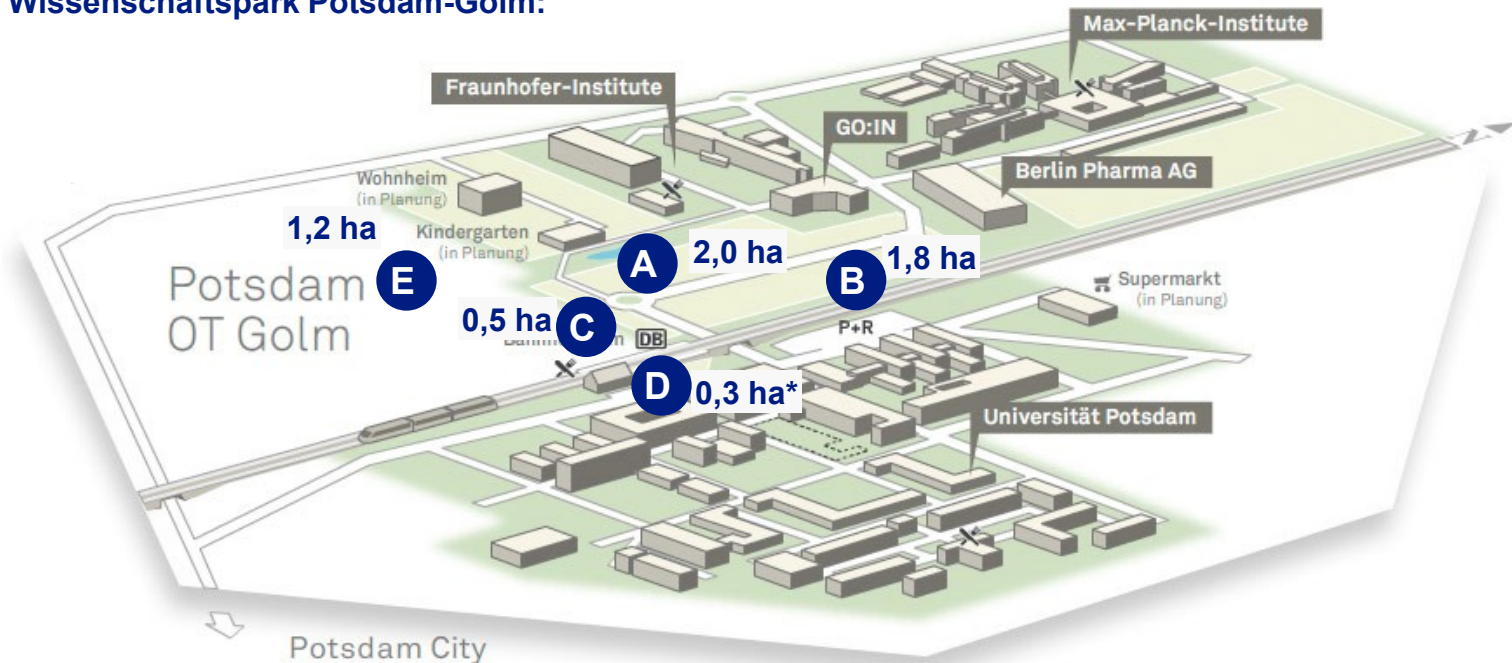 Wissenschaftspark Potsdam-Golm:
Max-Planck-Institute
Fraunhofer-Institute
GO:IN
Berlin Pharma AG
N
Wohnheim
(in Planung)
1,2 ha
Kindergarten
(in Planung)
Potsdam
OT Golm
E
A
2,0 ha
B
1,8 ha
Supermarkt
(in Planung)
0,5 ha
C
DB
P+R
D
0,3 ha*
Universität Potsdam
Potsdam City